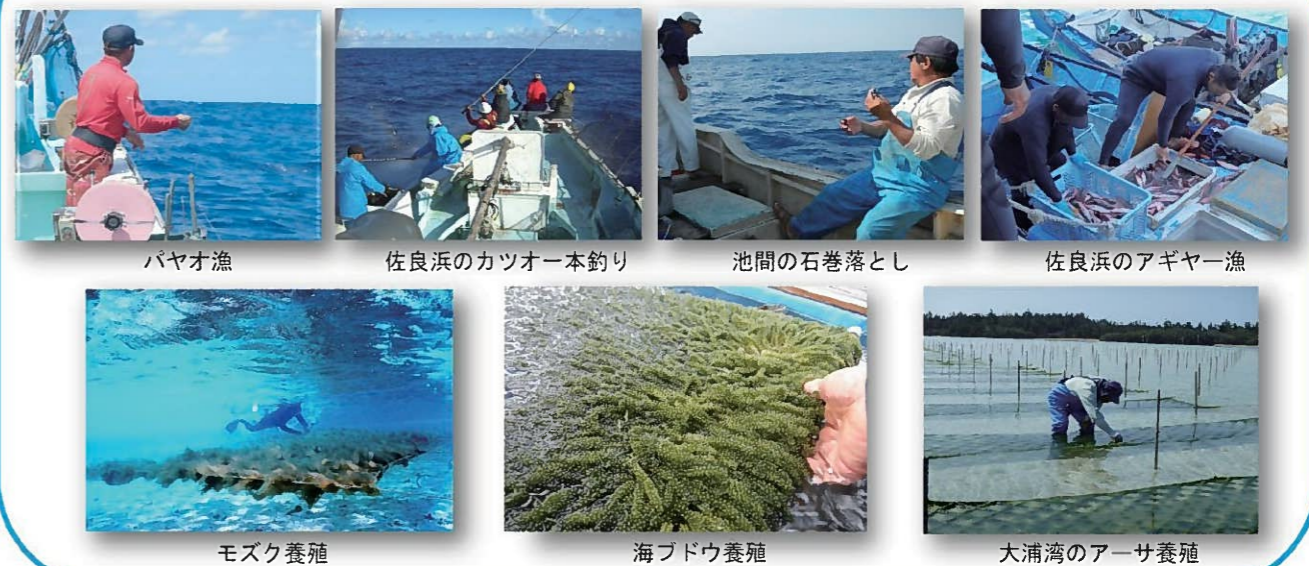 パヤオ漁
佐良浜のカツオ一本釣り
池間の石巻落とし
佐良浜のアギヤー漁
モズク養殖
海ブドウ養殖
大浦湾のアーサ養殖